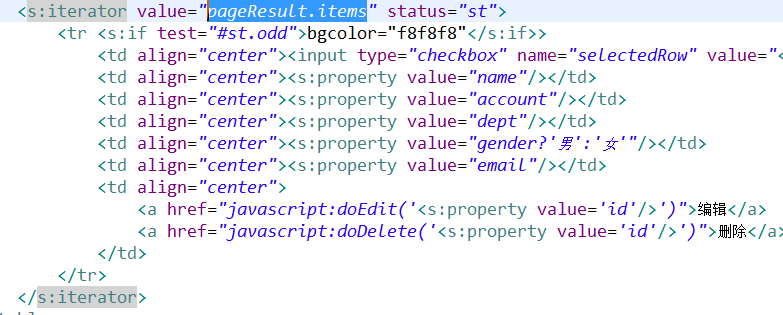 <s:iterator value="pageResult.items" status="st">
<tr <s:if test="#st.odd">bgcolor="f8f8f8"</s:if>>
<td align="center"><input type="checkbox" name="selectedRow" value="<
<td align="center"><s:property value="name"/></td>
<td align="center"><s:property value="account"/></td>
<td align="center"><s:property value="dept"/></td>
<td align="center"><s:property value="gender?'男':'女'"/></td>
<td align="center"><s:property value="email"/></td>
<td align="center">
<a href="javascript:doEdit('<s:property value='id'/>')">编辑</a>
<a href="javascript:doDelete('<s:property value='id'/>')">删除</a>
</td>
</tr>
</s:iterator>